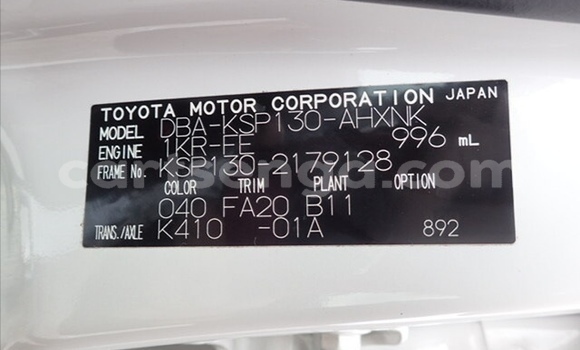 TOYOTA MOTOR CORPORATION JAPAN
MODEL DBA-KSP130-AHXNK
ENGINE 1KR-FE 996 mL
FRAME No. KSP130-2179128
COLOR TRIM PLANT OPTION
040 FA20 B11
TRANS./AXLE K410 -01A 892